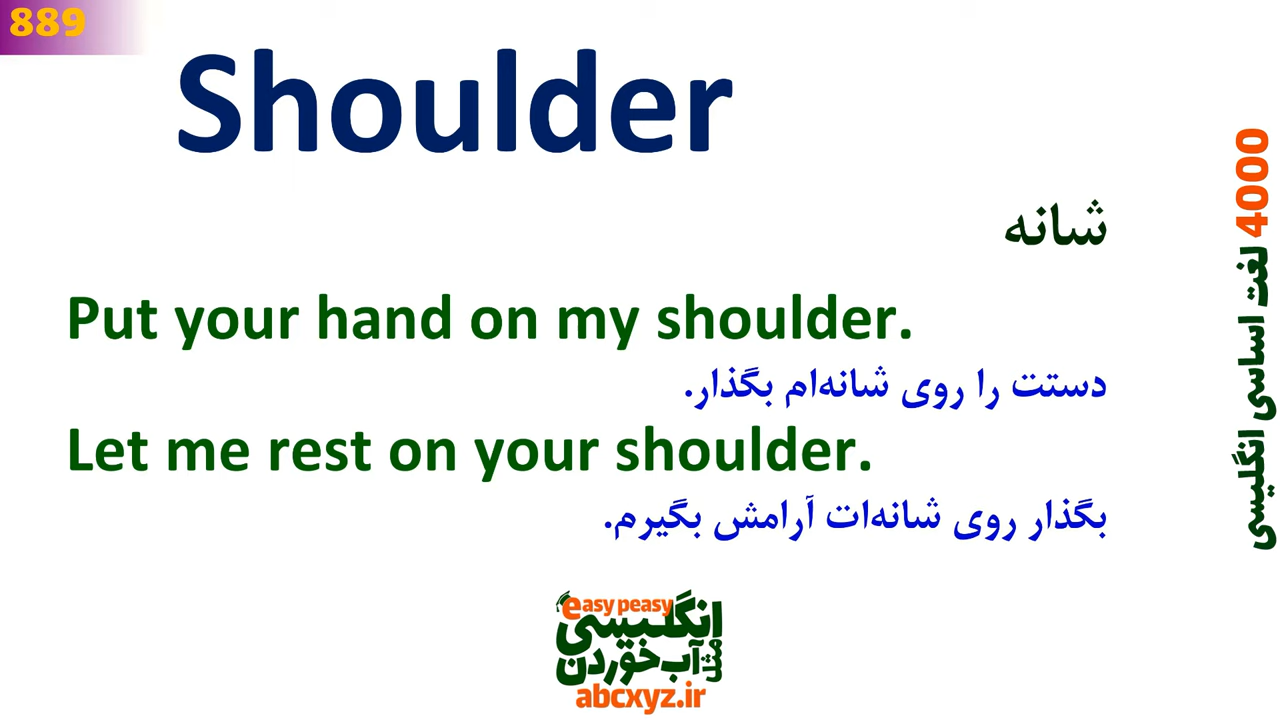 889
Shoulder
شانه
Put your hand on my shoulder.
دستت را روی شانه‌ام بگذار.
Let me rest on your shoulder.
بگذار روی شانه‌ات آرامش بگیرم.
4000 لغت اساسی انگلیسی
easy peasy
انگلیسی
مثل آب خوردن
abcxyz.ir